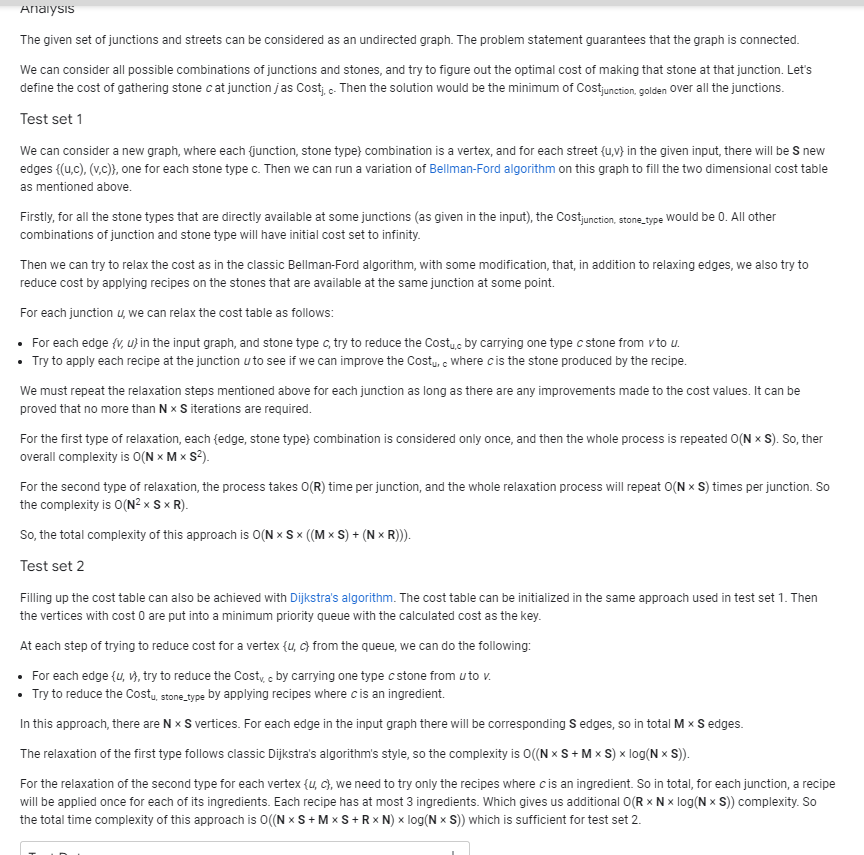 Analysis
The given set of junctions and streets can be considered as an undirected graph. The problem statement guarantees that the graph is connected.
We can consider all possible combinations of junctions and stones, and try to figure out the optimal cost of making that stone at that junction. Let's
define the cost of gathering stone c at junction j as Costj, c. Then the solution would be the minimum of Costjunction, golden over all the junctions.
Test set 1
We can consider a new graph, where each {junction, stone type} combination is a vertex, and for each street {u,v} in the given input, there will be S new
edges {(u,c), (v,c)}, one for each stone type c. Then we can run a variation of Bellman-Ford algorithm on this graph to fill the two dimensional cost table
as mentioned above.
Firstly, for all the stone types that are directly available at some junctions (as given in the input), the Costjunction, stone_type would be 0. All other
combinations of junction and stone type will have initial cost set to infinity.
Then we can try to relax the cost as in the classic Bellman-Ford algorithm, with some modification, that, in addition to relaxing edges, we also try to
reduce cost by applying recipes on the stones that are available at the same junction at some point.
For each junction u, we can relax the cost table as follows:
• For each edge {v, u} in the input graph, and stone type c, try to reduce the Costu,c by carrying one type c stone from v to u.
• Try to apply each recipe at the junction u to see if we can improve the Costu, c where c is the stone produced by the recipe.
We must repeat the relaxation steps mentioned above for each junction as long as there are any improvements made to the cost values. It can be
proved that no more than N × S iterations are required.
For the first type of relaxation, each {edge, stone type} combination is considered only once, and then the whole process is repeated O(N × S). So, ther
overall complexity is O(N × M × S²).
For the second type of relaxation, the process takes O(R) time per junction, and the whole relaxation process will repeat O(N × S) times per junction. So
the complexity is O(N² × S × R).
So, the total complexity of this approach is O(N × S × ((M × S) + (N × R))).
Test set 2
Filling up the cost table can also be achieved with Dijkstra's algorithm. The cost table can be initialized in the same approach used in test set 1. Then
the vertices with cost 0 are put into a minimum priority queue with the calculated cost as the key.
At each step of trying to reduce cost for a vertex {u, c} from the queue, we can do the following:
• For each edge {u, v}, try to reduce the Costv, c by carrying one type c stone from u to v.
• Try to reduce the Costu, stone_type by applying recipes where c is an ingredient.
In this approach, there are N × S vertices. For each edge in the input graph there will be corresponding S edges, so in total M × S edges.
The relaxation of the first type follows classic Dijkstra's algorithm's style, so the complexity is O((N × S + M × S) × log(N × S)).
For the relaxation of the second type for each vertex {u, c}, we need to try only the recipes where c is an ingredient. So in total, for each junction, a recipe
will be applied once for each of its ingredients. Each recipe has at most 3 ingredients. Which gives us additional O(R × N × log(N × S)) complexity. So
the total time complexity of this approach is O((N × S + M × S + R × N) × log(N × S)) which is sufficient for test set 2.